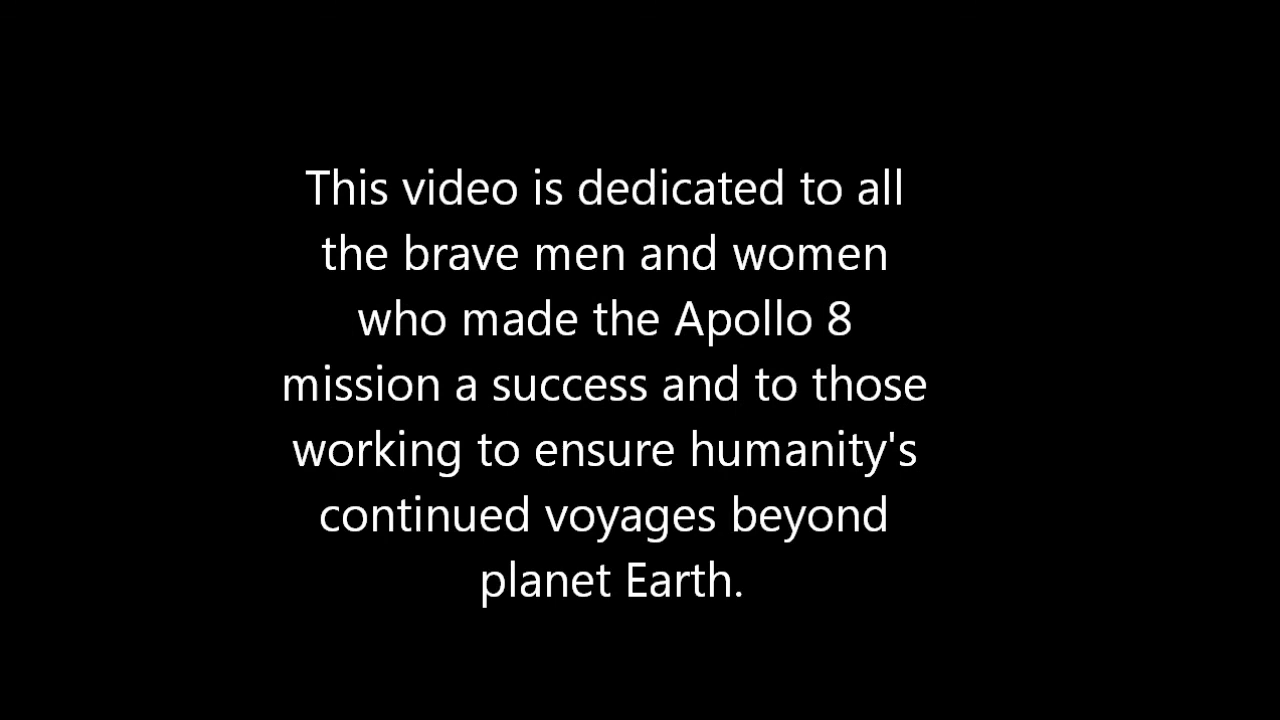 This video is dedicated to all
the brave men and women
who made the Apollo 8
mission a success and to those
working to ensure humanity's
continued voyages beyond
planet Earth.